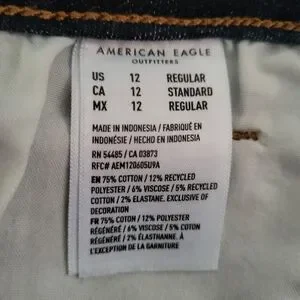 AMERICAN EAGLE
OUTFITTERS
US 12 REGULAR
CA 12 STANDARD
MX 12 REGULAR
MADE IN INDONESIA / FABRIQUÉ EN
INDONÉSIE / HECHO EN INDONESIA
RN 54485 / CA 03873
RFC# AEM120605U9A
EN 75% COTTON / 12% RECYCLED
POLYESTER / 6% VISCOSE / 5% RECYCLED
COTTON / 2% ELASTANE. EXCLUSIVE OF
DECORATION
FR 75% COTON / 12% POLYESTER
RÉGÉNÉRÉ / 6% VISCOSE / 5% COTON
RÉGÉNÉRÉ / 2% ÉLASTHANNE. À
L'EXCEPTION DE LA GARNITURE